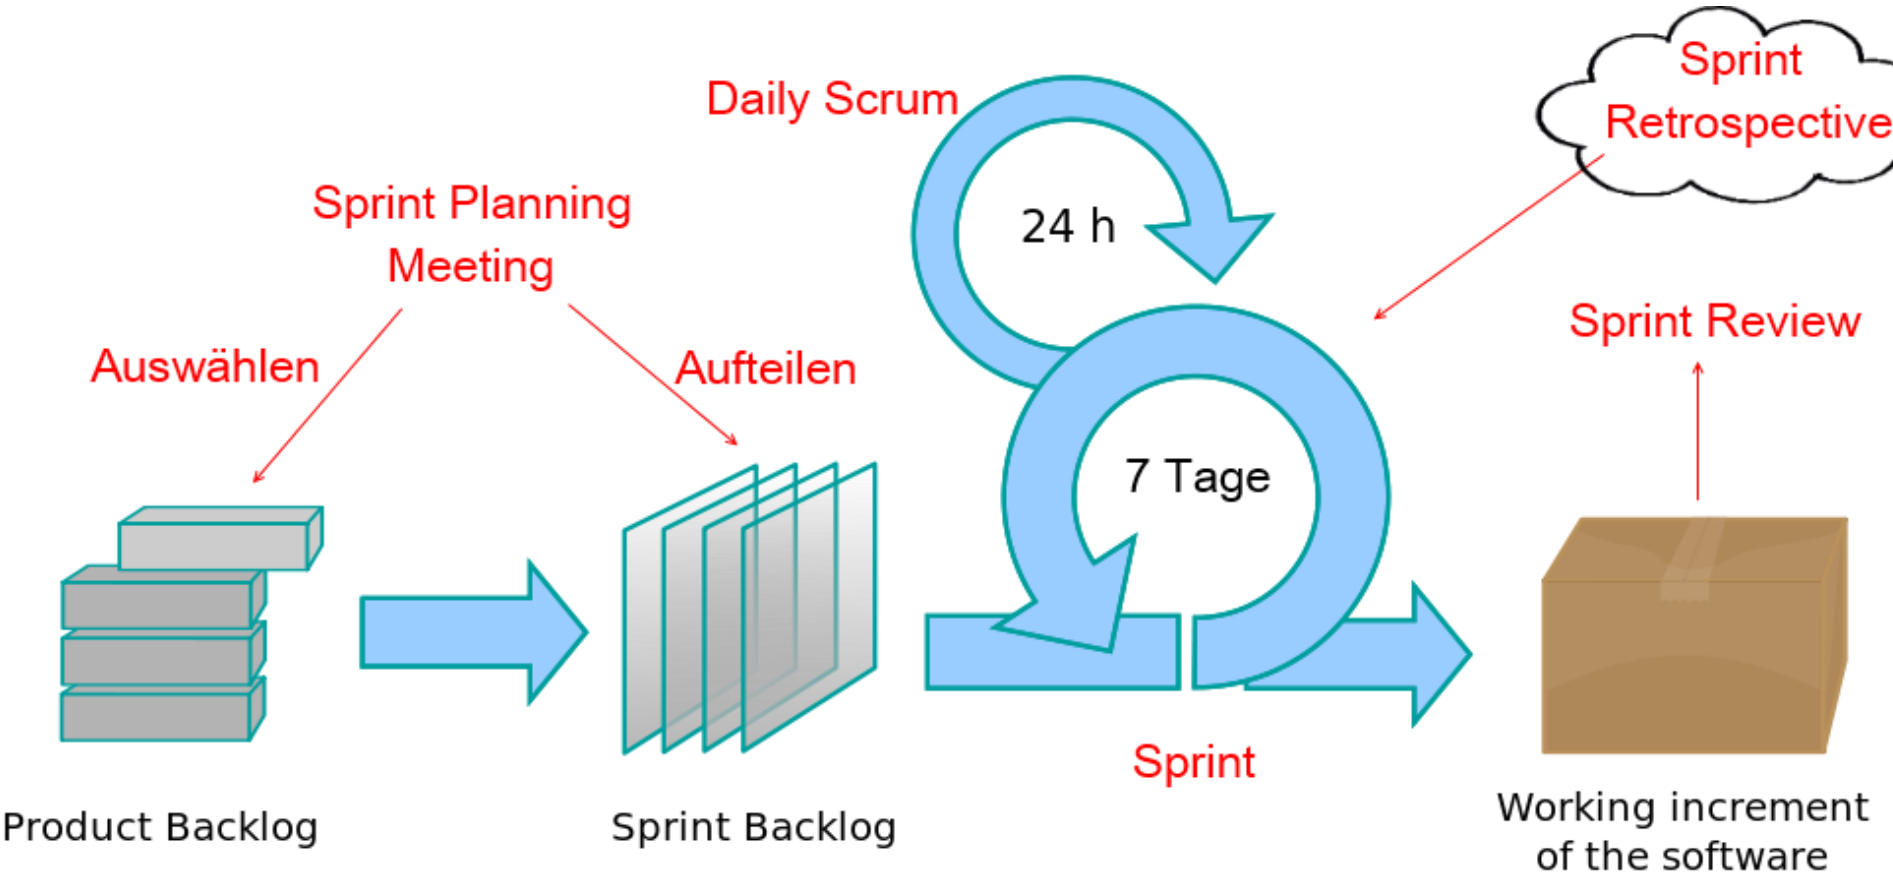 Sprint
Retrospective
Daily Scrum
Sprint Planning
Meeting
24 h
Sprint Review
Auswählen
Aufteilen
7 Tage
Sprint
Product Backlog
Sprint Backlog
Working increment
of the software